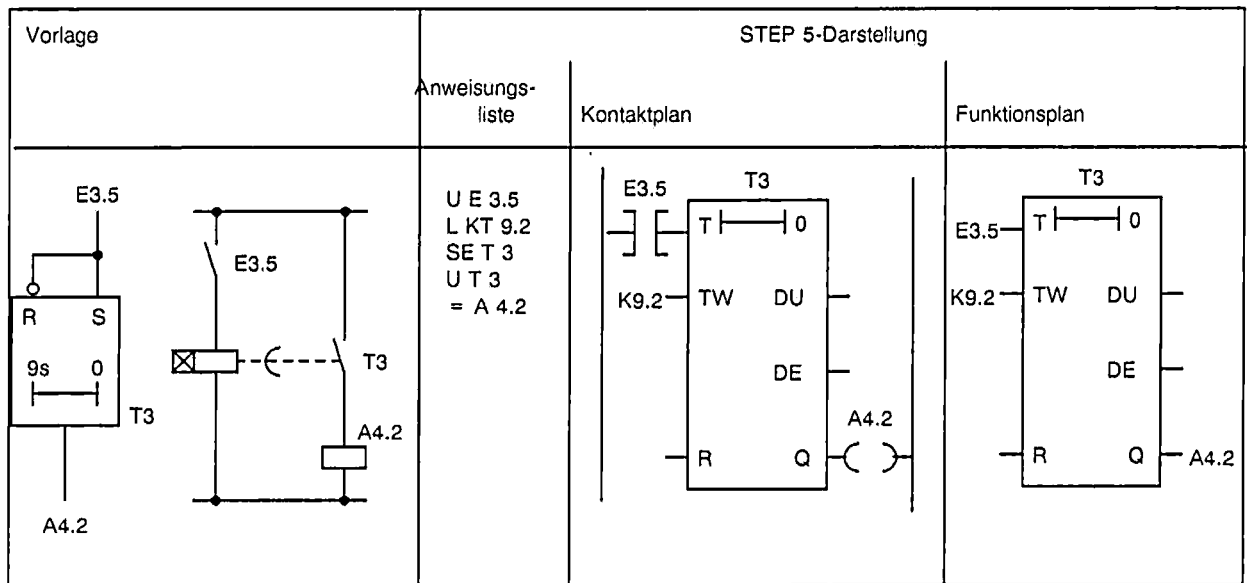 Vorlage
STEP 5-Darstellung
Anweisungs-
liste
Kontaktplan
Funktionsplan
E3.5
R S
9s 0
T3
A4.2
E3.5
T3
A4.2
U E 3.5
L KT 9.2
SE T 3
U T 3
= A 4.2
E3.5
T3
T 0
K9.2
TW DU
DE
A4.2
R Q
T3
E3.5
T 0
K9.2
TW DU
DE
R Q
A4.2